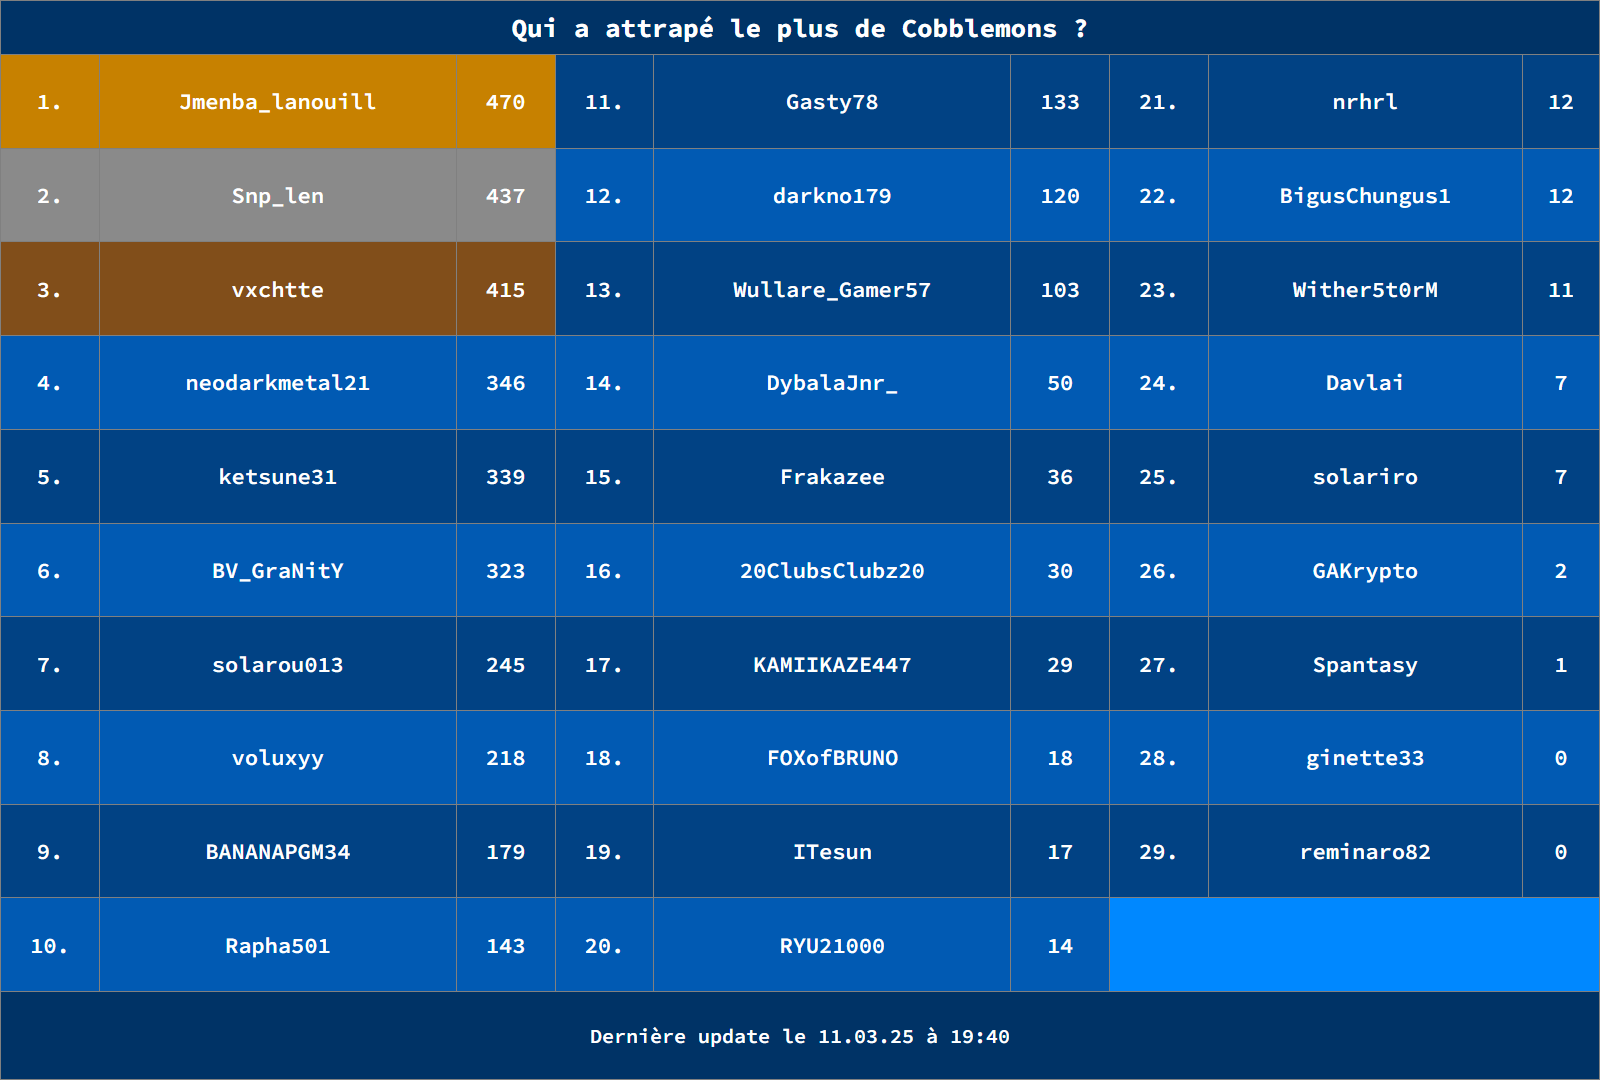 Qui a attrapé le plus de Cobblemons ?
1. Jmenba_lanouill 470
2. Snp_len 437
3. vxchtte 415
4. neodarkmetal21 346
5. ketsune31 339
6. BV_GraNitY 323
7. solarou013 245
8. voluxyy 218
9. BANANAPGM34 179
10. Rapha501 143
11. Gasty78 133
12. darkno179 120
13. Wullare_Gamer57 103
14. DybalaJnr_ 50
15. Frakazee 36
16. 20ClubsClubz20 30
17. KAMIIKAZE447 29
18. FOXofBRUNO 18
19. ITesun 17
20. RYU21000 14
21. nrhrl 12
22. BigusChungus1 12
23. Wither5t0rM 11
24. Davlai 7
25. solariro 7
26. GAKrypto 2
27. Spantasy 1
28. ginette33 0
29. reminaro82 0
Dernière update le 11.03.25 à 19:40